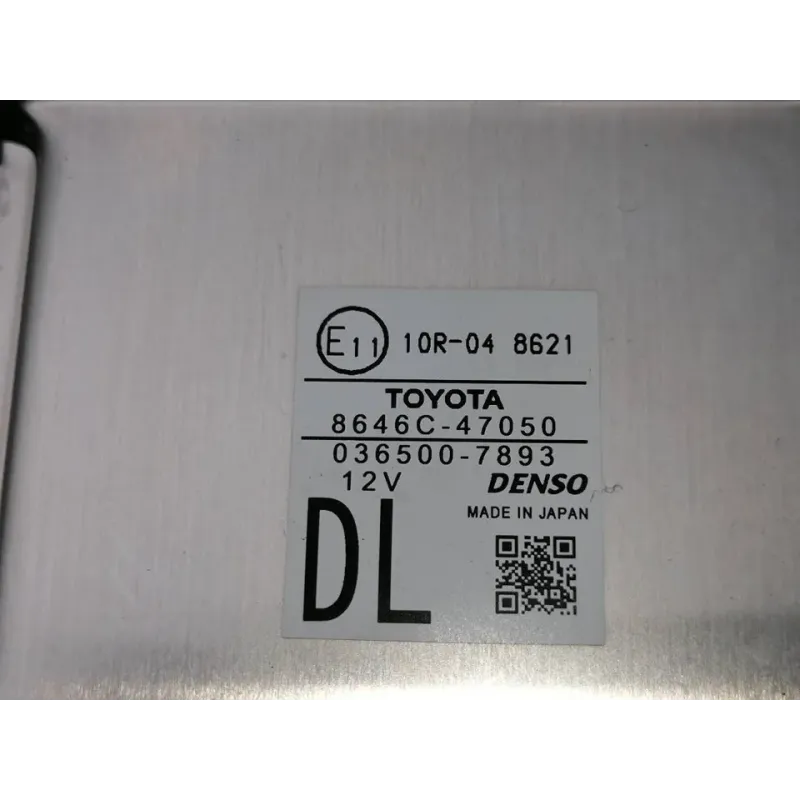 E11 10R-04 8621
TOYOTA
8646C-47050
036500-7893
12V DENSO
MADE IN JAPAN
DL